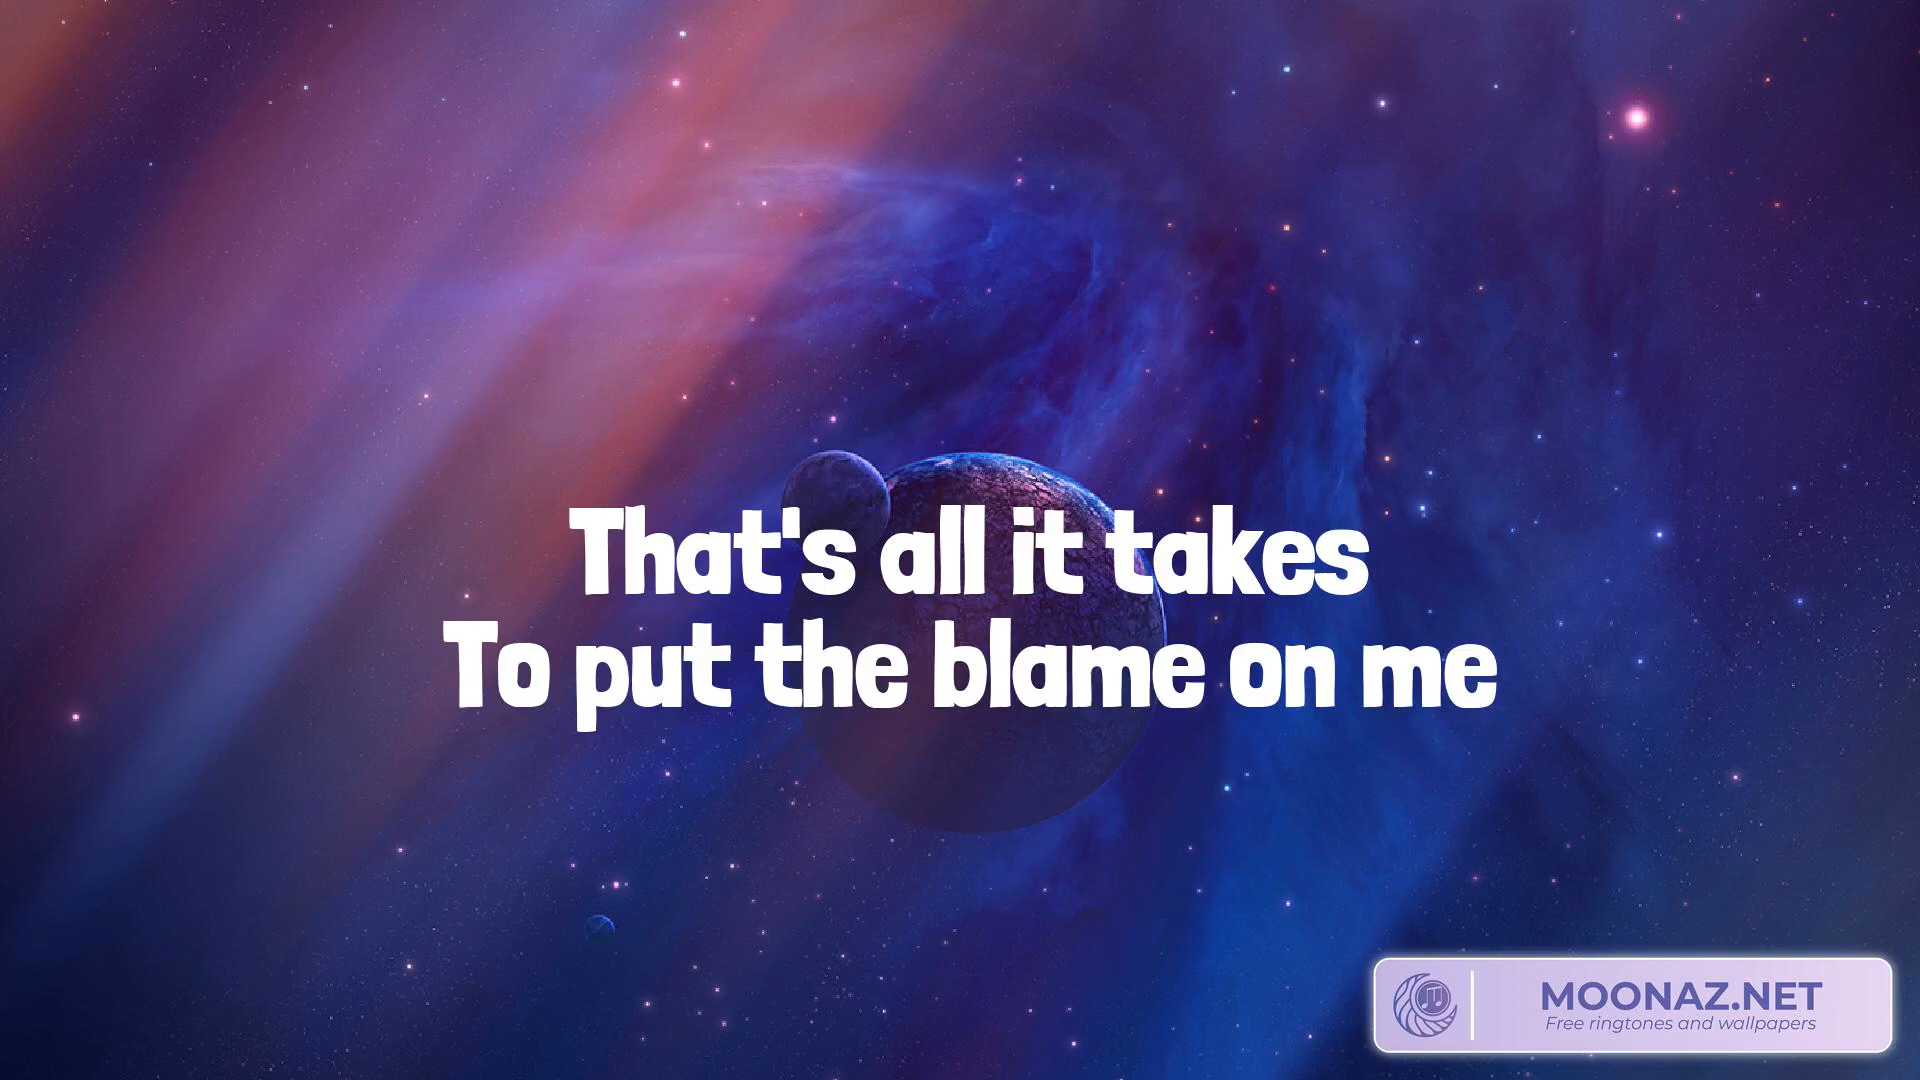 That's all it takes
To put the blame on me
MOONAZ.NET
Free ringtones and wallpapers